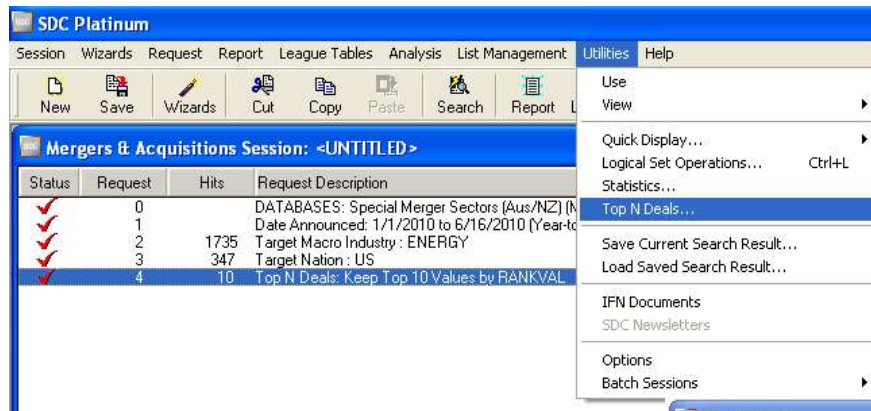 SDC Platinum
Session Wizards Request Report League Tables Analysis List Management Utilities Help
New Save Wizards Cut Copy Paste Search Report L
Use
View
Quick Display...
Logical Set Operations... Ctrl+L
Statistics...
Top N Deals...
Save Current Search Result...
Load Saved Search Result...
IFN Documents
SDC Newsletters
Options
Batch Sessions
Mergers & Acquisitions Session: <UNTITLED>
Status Request Hits Request Description
0 DATABASES: Special Merger Sectors (Aus/NZ) (N
1 Date Announced: 1/1/2010 to 6/16/2010 (Year-to
2 1735 Target Macro Industry : ENERGY
3 347 Target Nation : US
4 10 Top N Deals: Keep Top 10 Values by RANKVAL